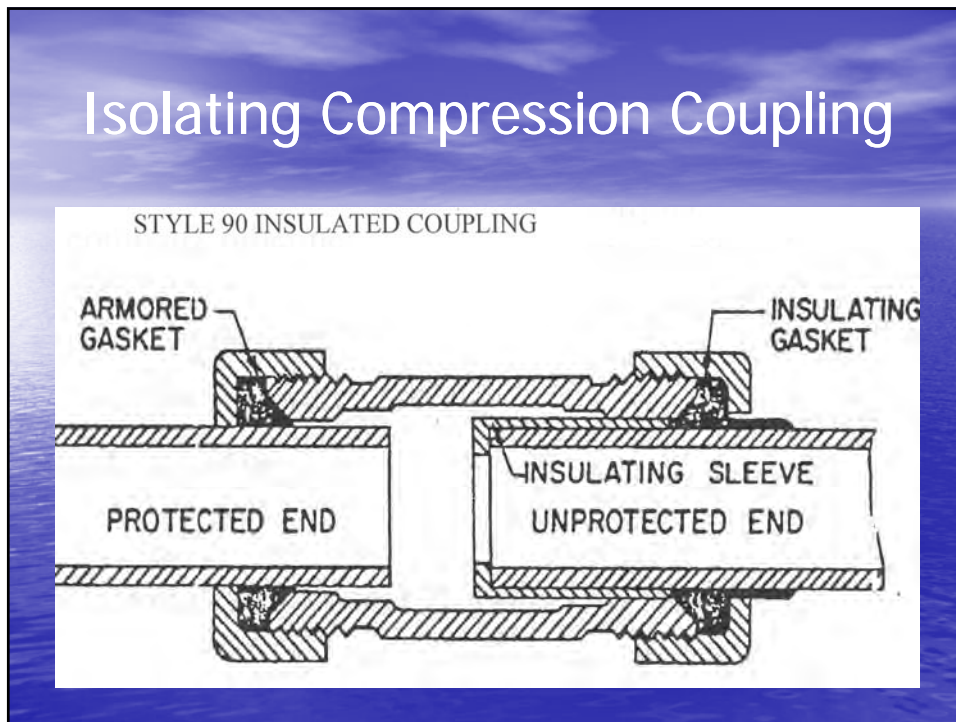 Isolating Compression Coupling
STYLE 90 INSULATED COUPLING
ARMORED
GASKET
INSULATING
GASKET
INSULATING SLEEVE
PROTECTED END
UNPROTECTED END